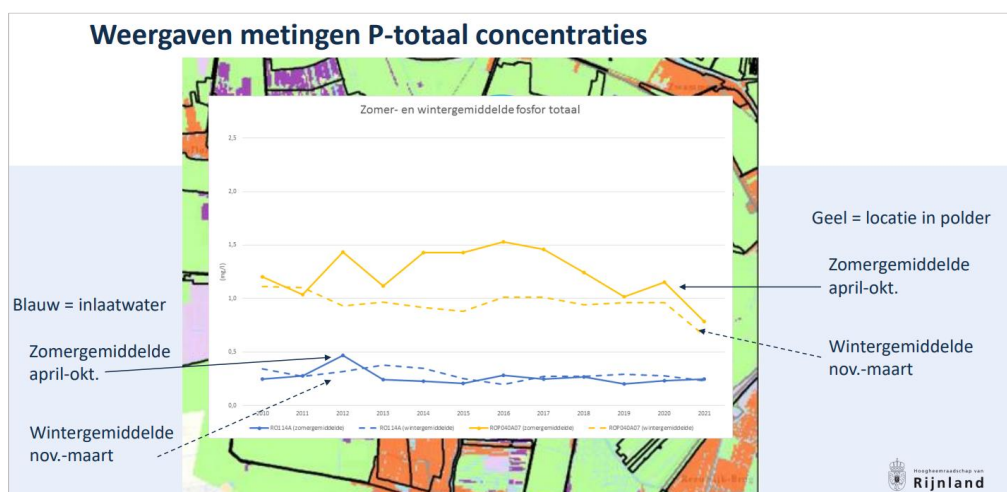 Weergaven metingen P-totaal concentraties
Zomer- en wintergemiddelde fosfor totaal
2,5
2,0
1,5
1,0
0,5
0,0
(mg/l)
2010 2011 2012 2013 2014 2015 2016 2017 2018 2019 2020 2021
RO114A (zomergemiddelde) RO114A (wintergemiddelde) ROP040A07 (zomergemiddelde) ROP040A07 (wintergemiddelde)
Blauw = inlaatwater
Zomergemiddelde
april-okt.
Wintergemiddelde
nov.-maart
Geel = locatie in polder
Zomergemiddelde
april-okt.
Wintergemiddelde
nov.-maart
Hoogheemraadschap van
Rijnland